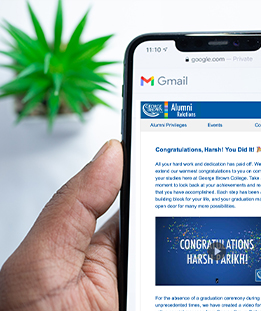 11:10
google.com — Private
Gmail
GEORGE BROWN Alumni
COLLEGE Relations
Alumni Privileges Events
Congratulations, Harsh! You Did It!
All your hard work and dedication has paid off. We
extend our warmest congratulations to you on
your studies here at George Brown College. Take
moment to look back at your achievements and
that you have accomplished. Each step has been
building block for your life, and your graduation
open door for many more possibilities.
CONGRATULATIONS
HARSH PARIKH!
For the absence of a graduation ceremony during
unprecedented times, we have created a video